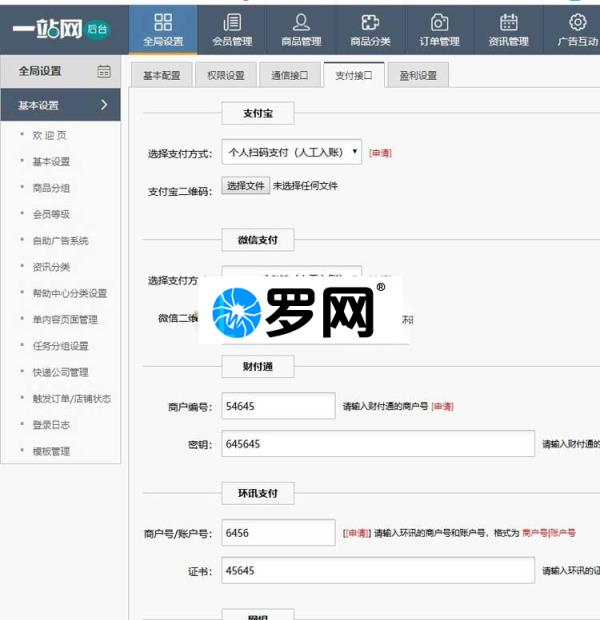 一站网 后台
全局设置 会员管理 商品管理 商品分类 订单管理 资讯管理 广告互动
全局设置
基本配置 权限设置 通信接口 支付接口 盈利设置
基本设置
欢迎页
基本设置
商品分组
会员等级
自助广告系统
资讯分类
帮助中心分类设置
单内容页面管理
任务分组设置
快递公司管理
触发订单/店铺状态
登录日志
模板管理
支付宝
选择支付方式： 个人扫码支付（人工入账） [申请]
支付宝二维码： 选择文件 未选择任何文件
微信支付
选择支付方
罗网®
微信二维
财付通
商户编号： 54645 请输入财付通的商户号 [申请]
密钥： 645645 请输入财付通的
环讯支付
商户号/账户号： 6456 [[申请]] 请输入环讯的商户号和账户号，格式为 商户号|账户号
证书： 45645 请输入环讯的证